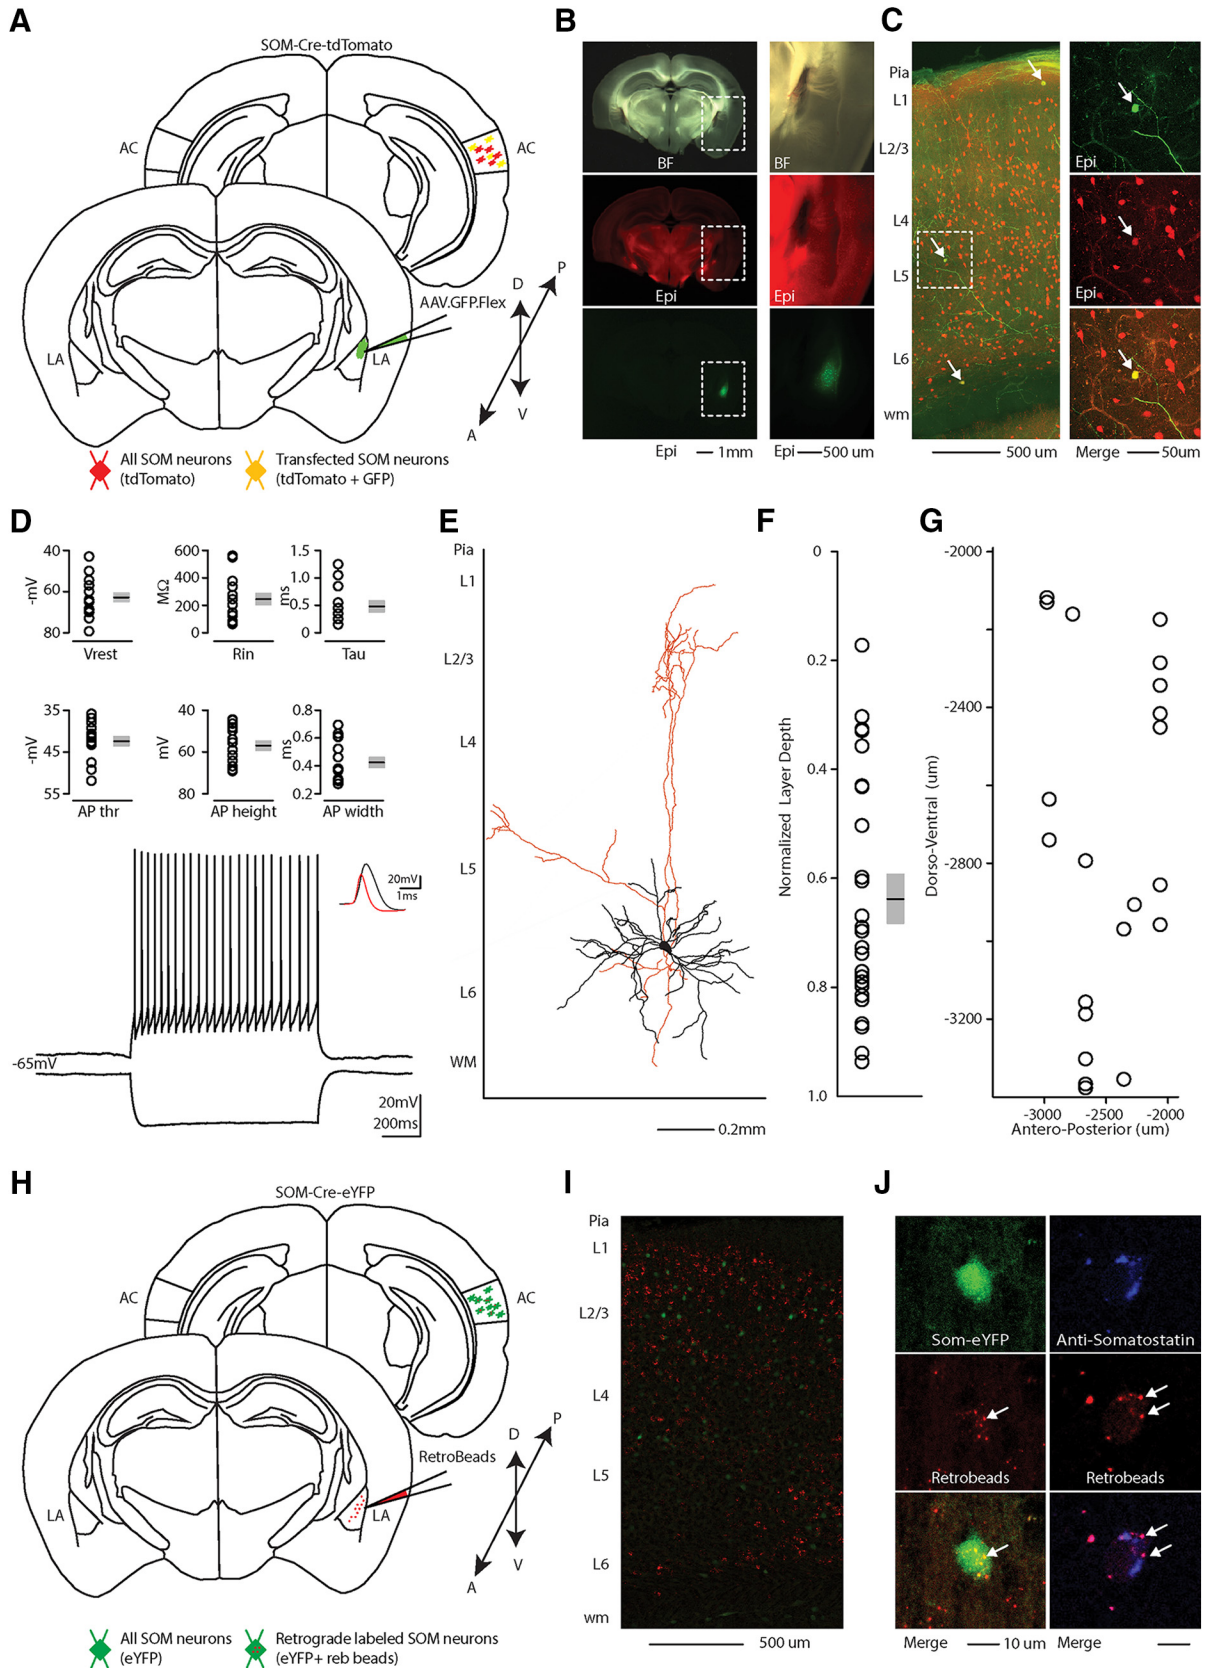 A
SOM-Cre-tdTomato
AC
AC
P
D
AAV.GFP.Flex
LA
LA
V
A
All SOM neurons
(tdTomato)
Transfected SOM neurons
(tdTomato + GFP)
B
BF
BF
Epi
Epi
Epi
1mm
Epi
500 um
C
Pia
L1
L2/3
L4
L5
L6
wm
Epi
Epi
500 um
Merge
50um
D
40
60
80
-mV
Vrest
600
400
200
0
MΩ
Rin
1.5
1.0
0.5
0
ms
Tau
35
45
55
-mV
AP thr
40
60
80
mV
AP height
0.8
0.6
0.4
0.2
ms
AP width
20mV
1ms
-65mV
20mV
200ms
E
Pia
L1
L2/3
L4
L5
L6
WM
0.2mm
F
0
0.2
0.4
0.6
0.8
1.0
Normalized Layer Depth
G
-2000
-2400
-2800
-3200
Dorso-Ventral (um)
-3000
-2500
-2000
Antero-Posterior (um)
H
SOM-Cre-eYFP
AC
AC
P
D
RetroBeads
LA
LA
V
A
All SOM neurons
(eYFP)
Retrograde labeled SOM neurons
(eYFP+ reb beads)
I
Pia
L1
L2/3
L4
L5
L6
wm
500 um
J
Som-eYFP
Anti-Somatostatin
Retrobeads
Retrobeads
Merge
10 um
Merge